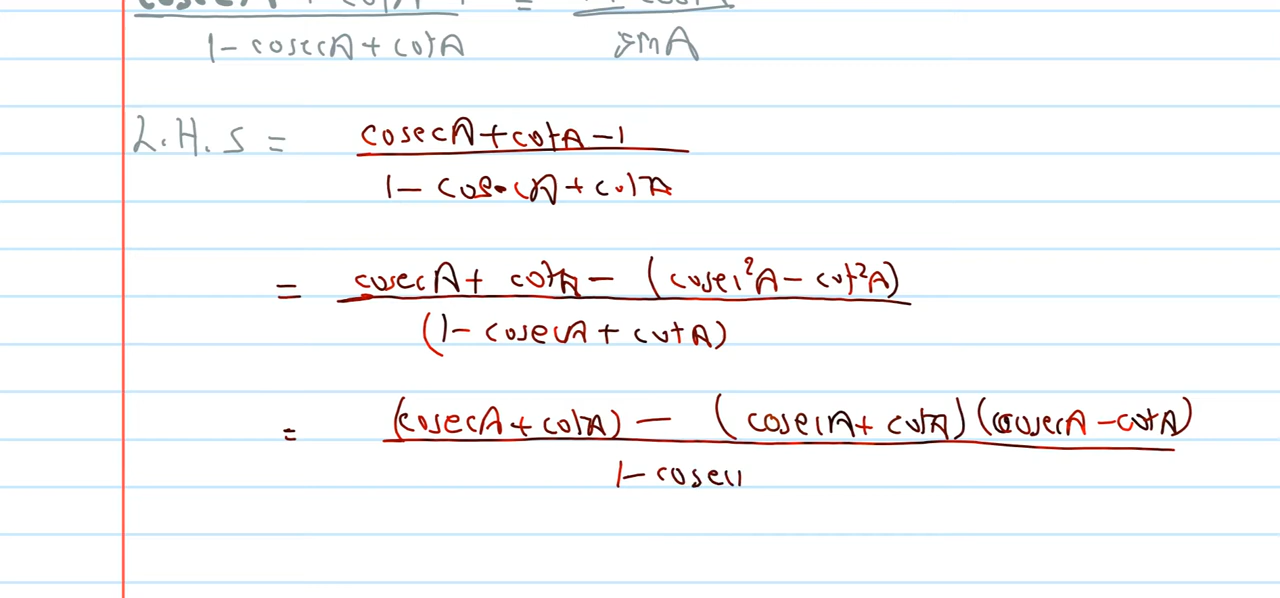 = 
1 - cosecA + cotA sinA
L.H.S = cosecA + cotA - 1
1 - cosecA + cotA
= cosecA + cotA - (cosec²A - cot²A)
(1 - cosecA + cotA)
= (cosecA + cotA) - (cosecA + cotA)(cosecA - cotA)
1 - cosec